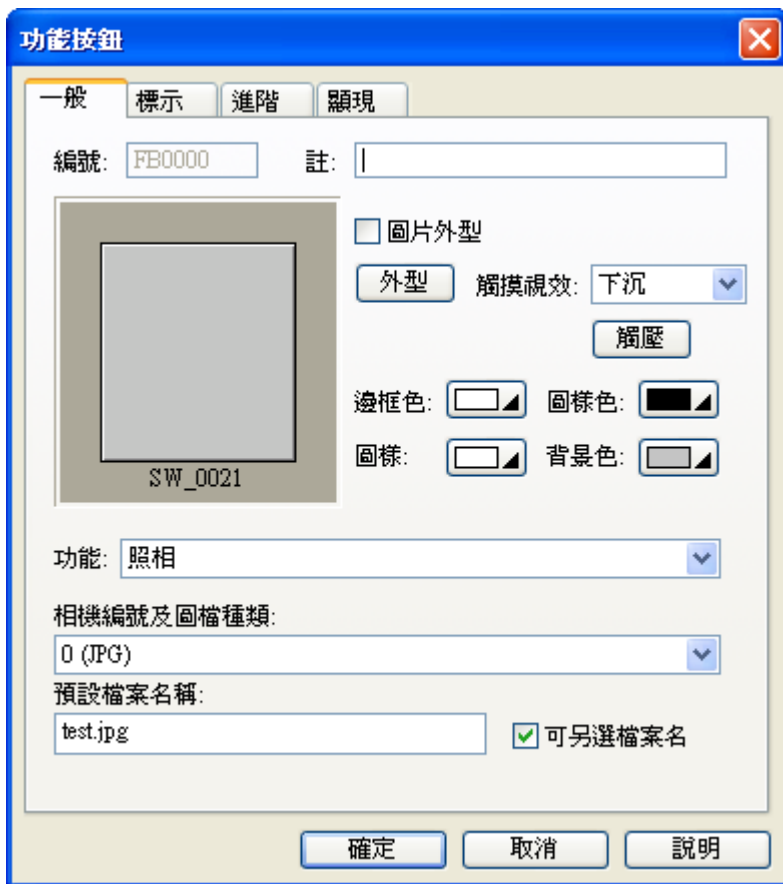 功能按鈕
一般 標示 進階 顯現
編號: FB0000 註:
圖片外型
外型 觸摸視效: 下沉
觸壓
邊框色: 圖樣色:
圖樣: 背景色:
SW_0021
功能: 照相
相機編號及圖檔種類:
0 (JPG)
預設檔案名稱:
test.jpg 可另選檔案名
確定 取消 說明